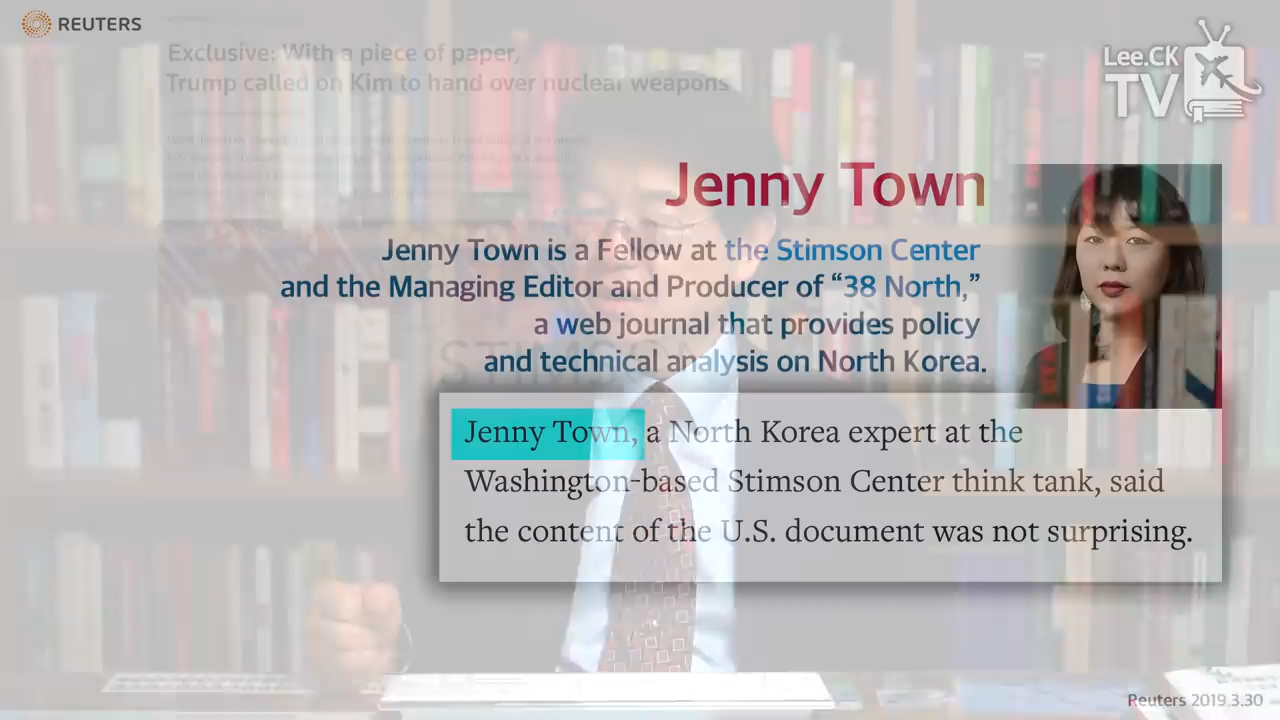 REUTERS
Exclusive: With a piece of paper,
Trump called on Kim to hand over nuclear weapons
Lee.CK
TV
Jenny Town
Jenny Town is a Fellow at the Stimson Center
and the Managing Editor and Producer of “38 North,”
a web journal that provides policy
and technical analysis on North Korea.
STIMSON
Jenny Town, a North Korea expert at the
Washington-based Stimson Center think tank, said
the content of the U.S. document was not surprising.
Reuters 2019.3.30